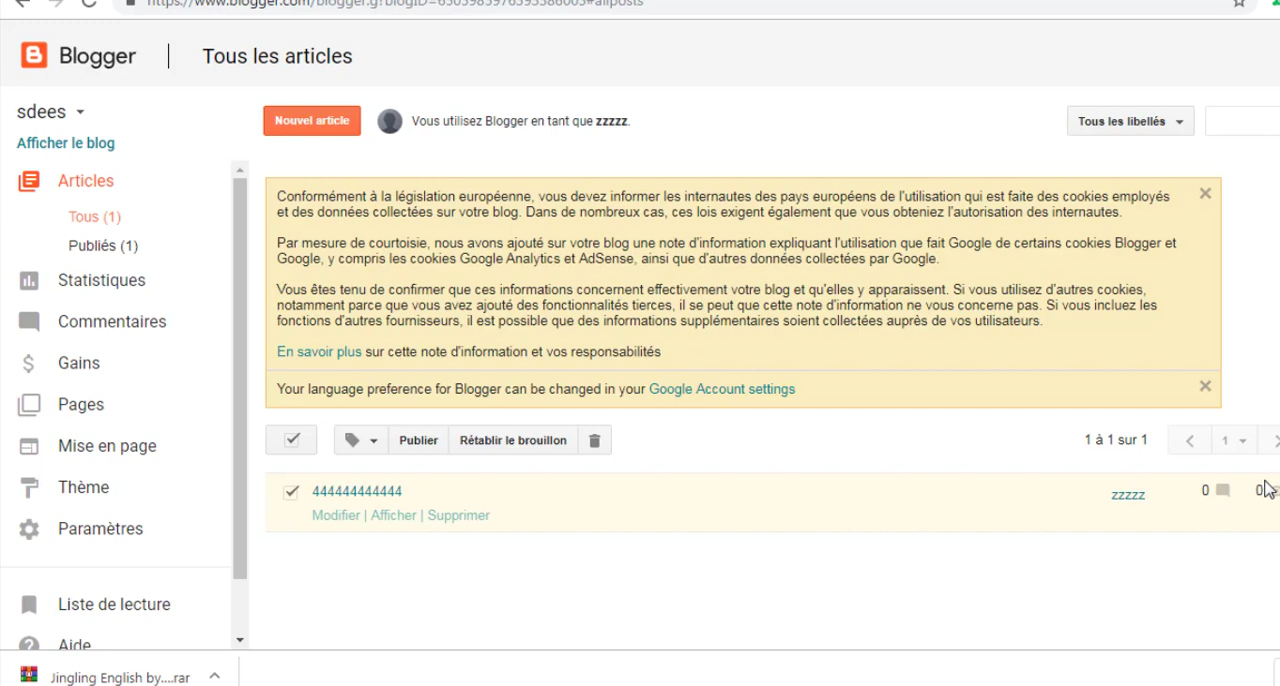 Blogger | Tous les articles
sdees
Afficher le blog
Nouvel article
Vous utilisez Blogger en tant que zzzzz.
Tous les libellés
Articles
Tous (1)
Publiés (1)
Statistiques
Commentaires
Gains
Pages
Mise en page
Thème
Paramètres
Liste de lecture
Aide
Conformément à la législation européenne, vous devez informer les internautes des pays européens de l'utilisation qui est faite des cookies employés
et des données collectées sur votre blog. Dans de nombreux cas, ces lois exigent également que vous obteniez l'autorisation des internautes.
Par mesure de courtoisie, nous avons ajouté sur votre blog une note d'information expliquant l'utilisation que fait Google de certains cookies Blogger et
Google, y compris les cookies Google Analytics et AdSense, ainsi que d'autres données collectées par Google.
Vous êtes tenu de confirmer que ces informations concernent effectivement votre blog et qu'elles y apparaissent. Si vous utilisez d'autres cookies,
notamment parce que vous avez ajouté des fonctionnalités tierces, il se peut que cette note d'information ne vous concerne pas. Si vous incluez les
fonctions d'autres fournisseurs, il est possible que des informations supplémentaires soient collectées auprès de vos utilisateurs.
En savoir plus sur cette note d'information et vos responsabilités
Your language preference for Blogger can be changed in your Google Account settings
Publier
Rétablir le brouillon
1 à 1 sur 1
1
444444444444
zzzzz
0
0
Modifier | Afficher | Supprimer
Jingling English by....rar